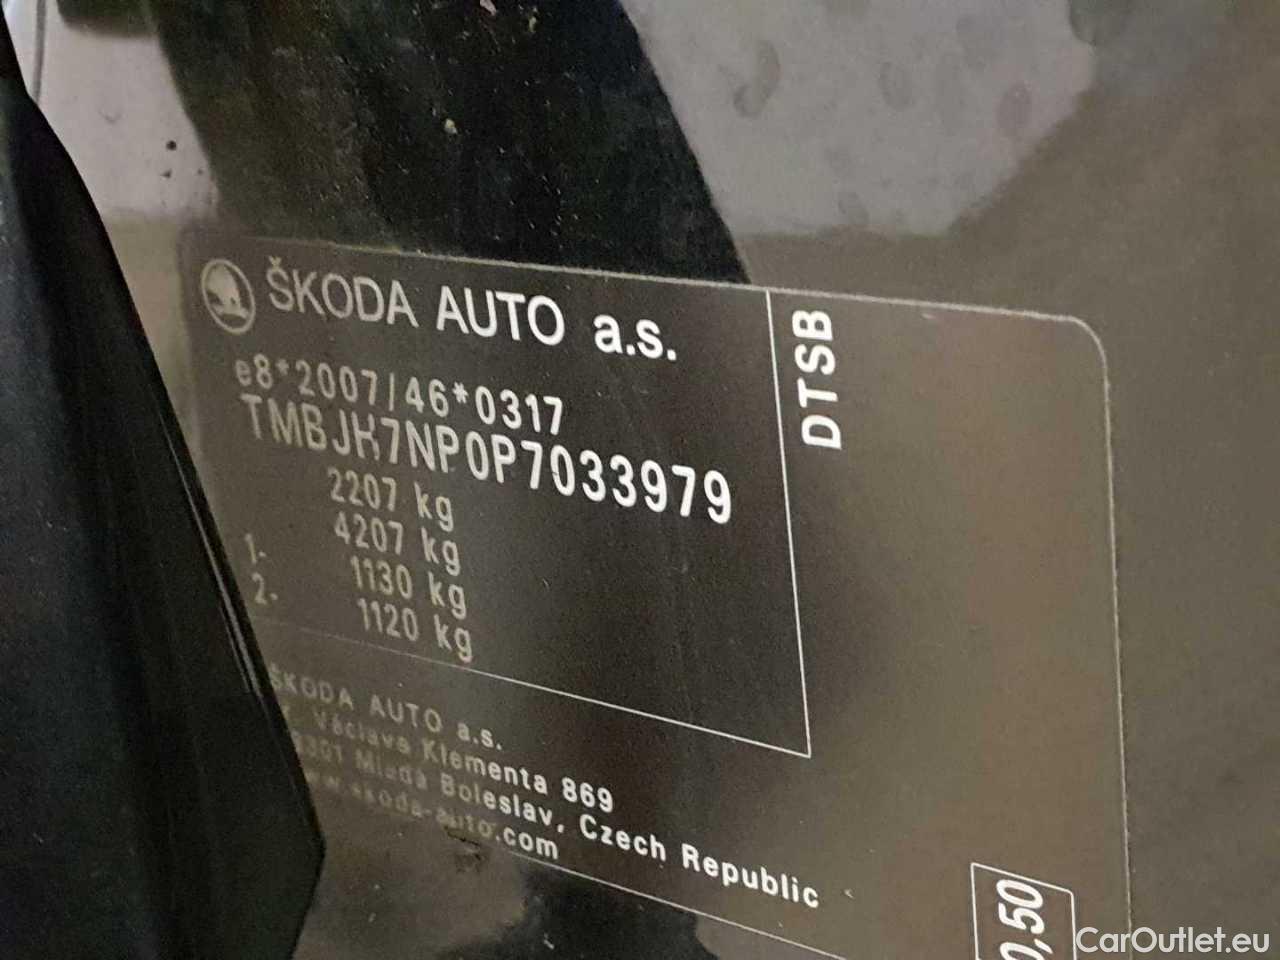 ŠKODA AUTO a.s.
e8*2007/46*0317
TMBJH7NP0P7033979
2207 kg
4207 kg
1- 1130 kg
2- 1120 kg
DTSB
ŠKODA AUTO a.s.
Václava Klementa 869
Mladá Boleslav, Czech Republic
www.skoda-auto.com
0,50
CarOutlet.eu